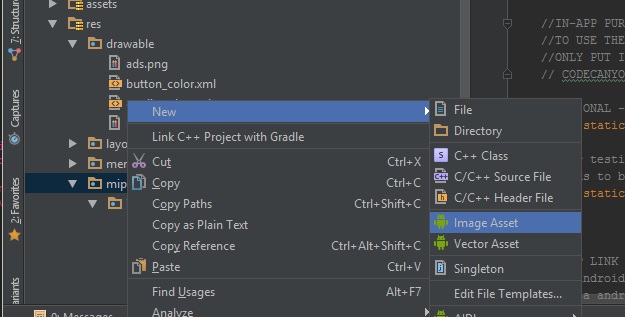 assets
res
drawable
ads.png
button_color.xml
layo
mer
mip
New
Link C++ Project with Gradle
Cut Ctrl+X
Copy Ctrl+C
Copy Paths Ctrl+Shift+C
Copy as Plain Text
Copy Reference Ctrl+Alt+Shift+C
Paste Ctrl+V
Find Usages Alt+F7
Analyze
File
Directory
C++ Class
C/C++ Source File
C/C++ Header File
Image Asset
Vector Asset
Singleton
Edit File Templates...
AIDL
7: Structure
Captures
2: Favorites
ariants
0: Messages
//IN-APP PUR
//TO USE THE
//ONLY PUT I
// CODECANYO
ONAL -
static
testi
s to b
static
LINK
ndroid
a andr